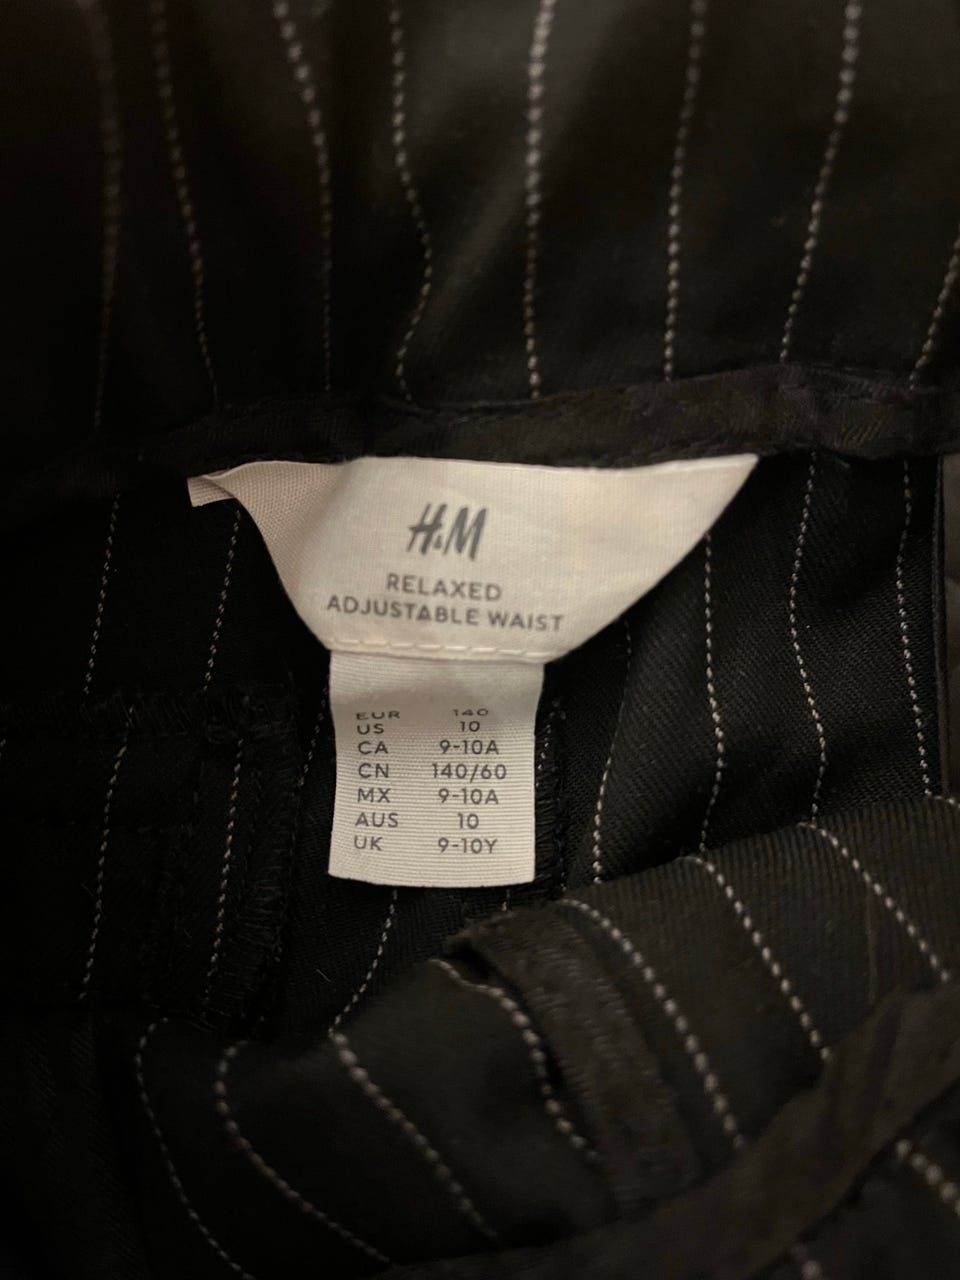 H&M
RELAXED
ADJUSTABLE WAIST
EUR 140
US 10
CA 9-10A
CN 140/60
MX 9-10A
AUS 10
UK 9-10Y